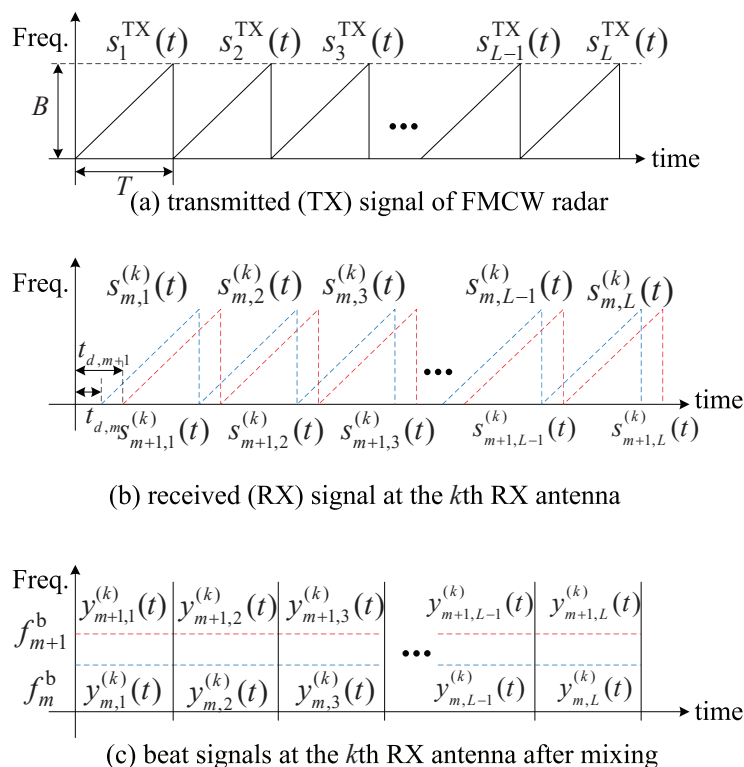 Freq. s_1^TX(t) s_2^TX(t) s_3^TX(t) s_{L−1}^TX(t) s_L^TX(t)
B
•••
time
T
(a) transmitted (TX) signal of FMCW radar
Freq. s_{m,1}^{(k)}(t) s_{m,2}^{(k)}(t) s_{m,3}^{(k)}(t) s_{m,L−1}^{(k)}(t) s_{m,L}^{(k)}(t)
t_{d,m+1}
•••
time
t_{d,m} s_{m+1,1}^{(k)}(t) s_{m+1,2}^{(k)}(t) s_{m+1,3}^{(k)}(t) s_{m+1,L−1}^{(k)}(t) s_{m+1,L}^{(k)}(t)
(b) received (RX) signal at the kth RX antenna
Freq.
y_{m+1,1}^{(k)}(t) y_{m+1,2}^{(k)}(t) y_{m+1,3}^{(k)}(t) y_{m+1,L−1}^{(k)}(t) y_{m+1,L}^{(k)}(t)
f_{m+1}^b
•••
f_m^b y_{m,1}^{(k)}(t) y_{m,2}^{(k)}(t) y_{m,3}^{(k)}(t) y_{m,L−1}^{(k)}(t) y_{m,L}^{(k)}(t)
time
(c) beat signals at the kth RX antenna after mixing